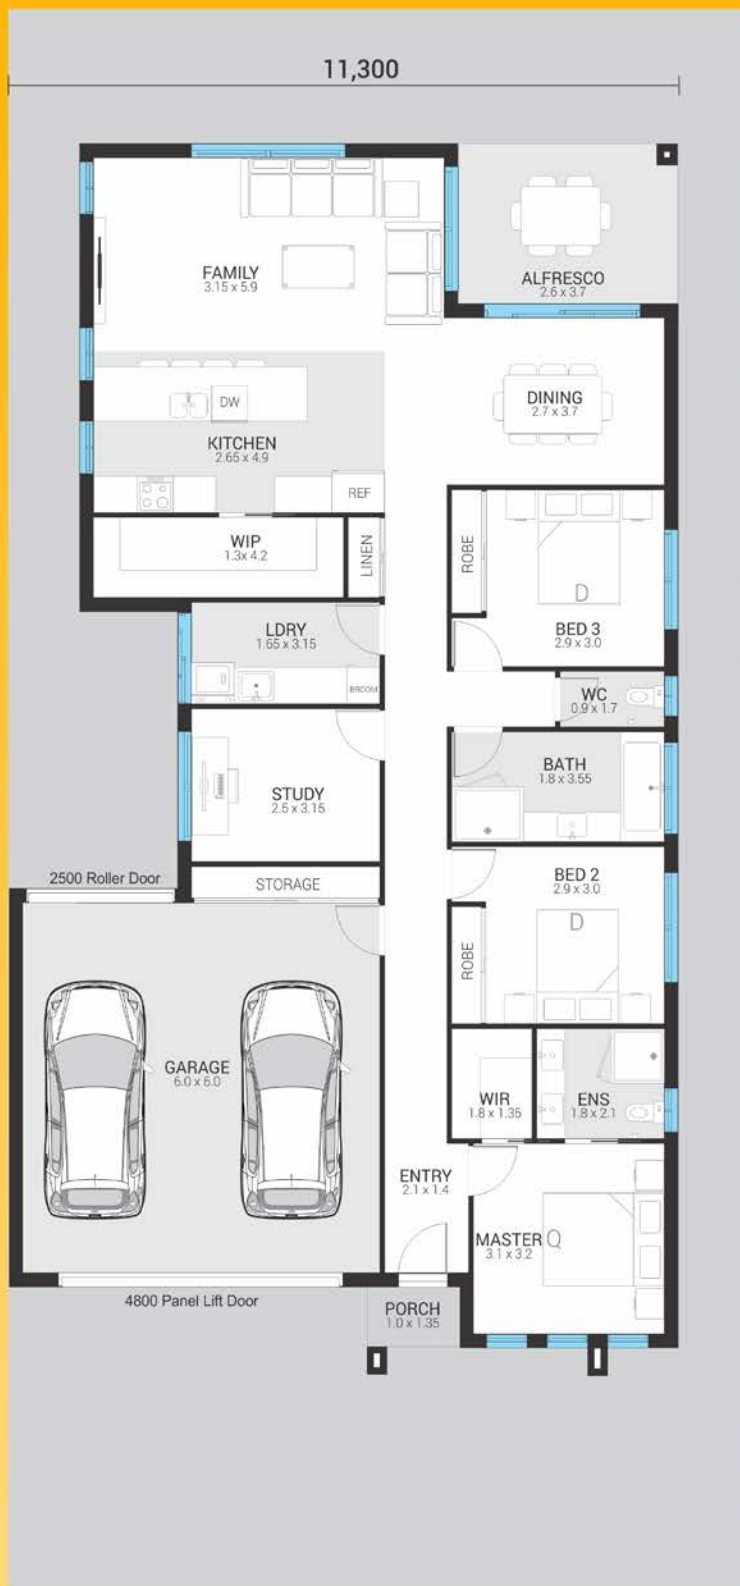 11,300
FAMILY
3.15 x 5.9
ALFRESCO
2.6 x 3.7
DW
DINING
2.7 x 3.7
KITCHEN
2.65 x 4.9
REF
WIP
1.3x 4.2
LINEN
ROBE
D
BED 3
2.9 x 3.0
LDRY
1.65 x 3.15
BROOM
WC
0.9 x 1.7
BATH
1.8 x 3.55
STUDY
2.5 x 3.15
2500 Roller Door
STORAGE
BED 2
2.9 x 3.0
D
ROBE
GARAGE
6.0 x 6.0
WIR
1.8 x 1.35
ENS
1.8 x 2.1
ENTRY
2.1 x 1.4
MASTER
3.1 x 3.2
Q
4800 Panel Lift Door
PORCH
1.0 x 1.35